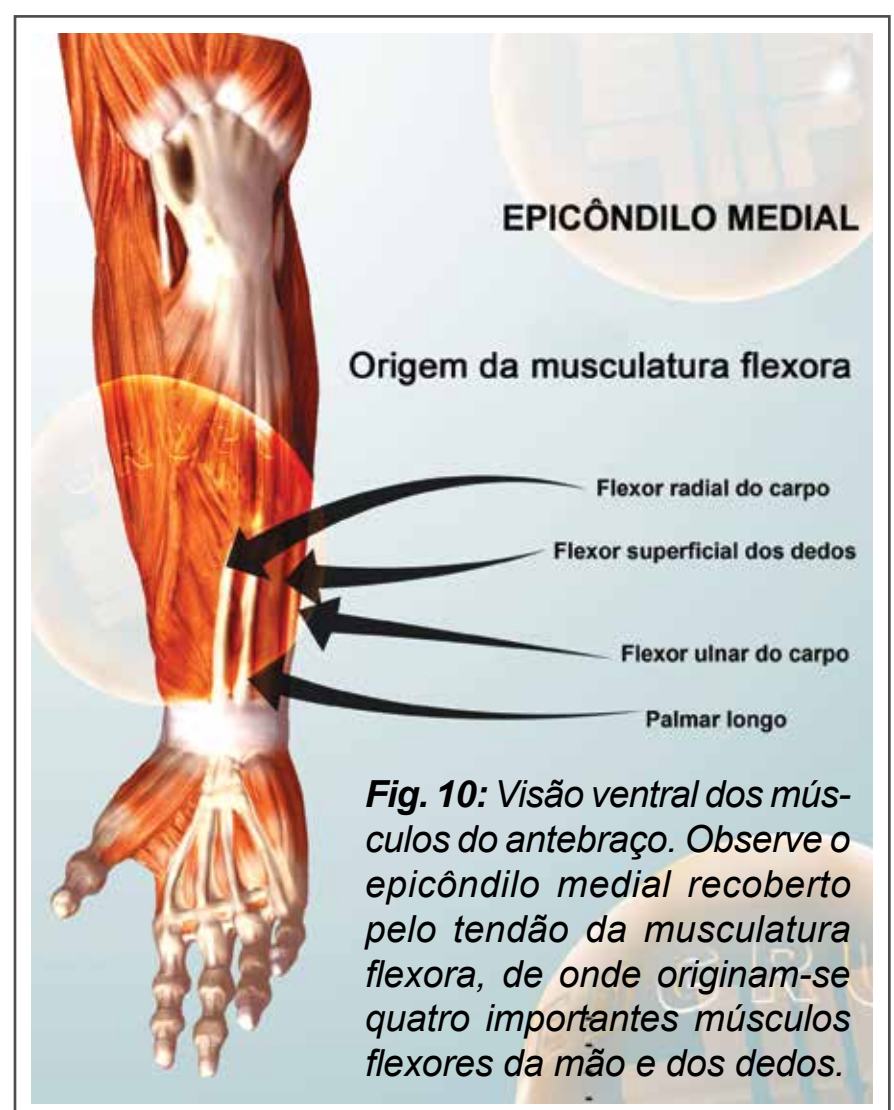 EPICÔNDILO MEDIAL
Origem da musculatura flexora
Flexor radial do carpo
Flexor superficial dos dedos
Flexor ulnar do carpo
Palmar longo
Fig. 10: Visão ventral dos mús-
culos do antebraço. Observe o
epicôndilo medial recoberto
pelo tendão da musculatura
flexora, de onde originam-se
quatro importantes músculos
flexores da mão e dos dedos.